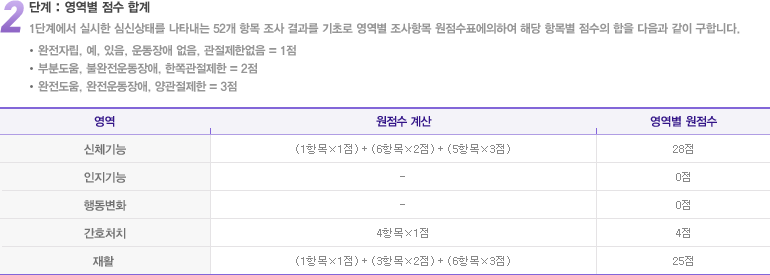 2단계 : 영역별 점수 합계
1단계에서 실시한 심신상태를 나타내는 52개 항목 조사 결과를 기초로 영역별 조사항목 원점수표에의하여 해당 항목별 점수의 합을 다음과 같이 구합니다.
• 완전자립, 예, 있음, 운동장애 없음, 관절제한없음 = 1점
• 부분도움, 불완전운동장애, 한쪽관절제한 = 2점
• 완전도움, 완전운동장애, 양관절제한 = 3점
영역 원점수 계산 영역별 원점수
신체기능 (1항목×1점) + (6항목×2점) + (5항목×3점) 28점
인지기능 - 0점
행동변화 - 0점
간호처치 4항목×1점 4점
재활 (1항목×1점) + (3항목×2점) + (6항목×3점) 25점